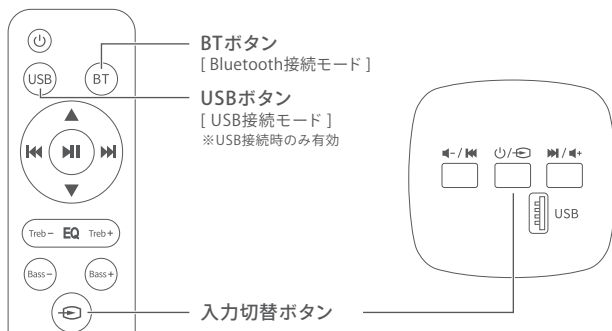 BTボタン
[ Bluetooth接続モード ]
USB
BT
USBボタン
[ USB接続モード ]
※USB接続時のみ有効
− / ⏮
⏻/
⏭ / +
USB
Treb− EQ Treb+
Bass− Bass+
入力切替ボタン